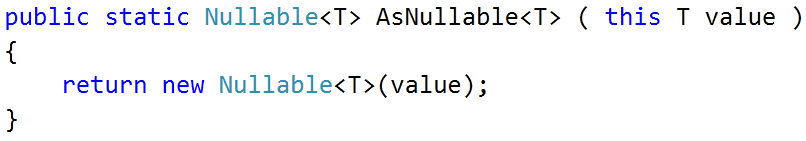 public static Nullable<T> AsNullable<T> ( this T value )
{
    return new Nullable<T>(value);
}